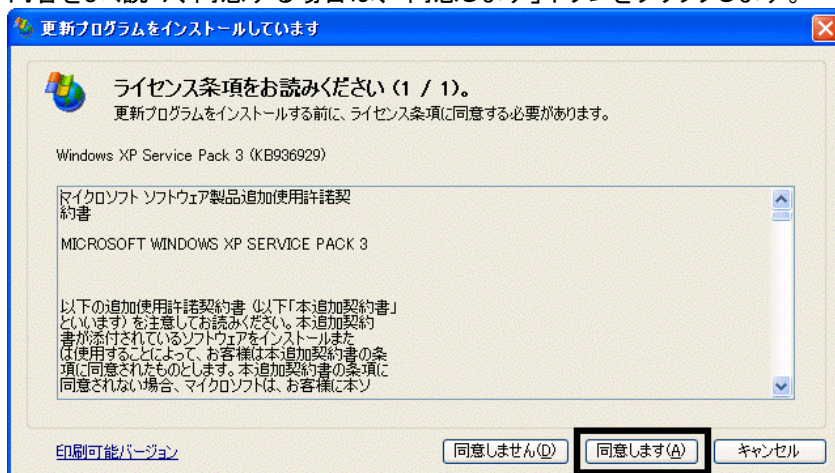 更新プログラムをインストールしています
ライセンス条項をお読みください (1 / 1)。
更新プログラムをインストールする前に、ライセンス条項に同意する必要があります。
Windows XP Service Pack 3 (KB936929)
マイクロソフト ソフトウェア製品追加使用許諾契
約書
MICROSOFT WINDOWS XP SERVICE PACK 3
以下の追加使用許諾契約書 (以下「本追加契約書」
といいます) を注意してお読みください。本追加契約
書が添付されているソフトウェアをインストールまた
は使用することによって、お客様は本追加契約書の条
項に同意されたものとします。本追加契約書の条項に
同意されない場合、マイクロソフトは、お客様に本ソ
印刷可能バージョン
同意しません(D)
同意します(A)
キャンセル